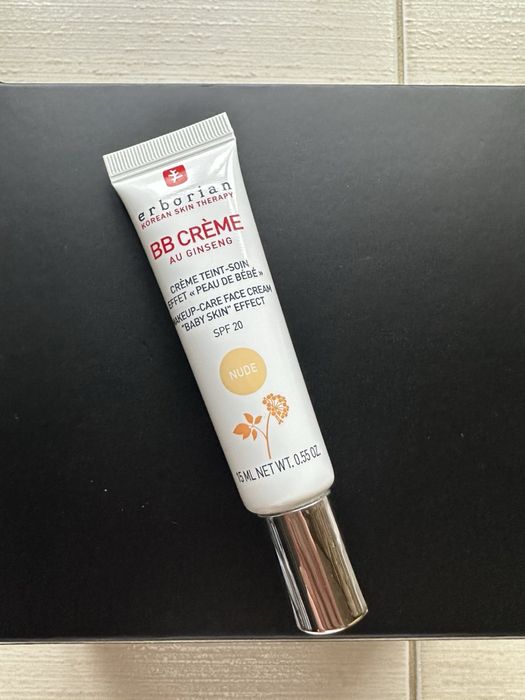 erborian
KOREAN SKIN THERAPY
BB CRÈME
AU GINSENG
CRÈME TEINT-SOIN
EFFET « PEAU DE BÉBÉ »
MAKEUP-CARE FACE CREAM
"BABY SKIN" EFFECT
SPF 20
NUDE
15 ML NET WT. 0.55 OZ